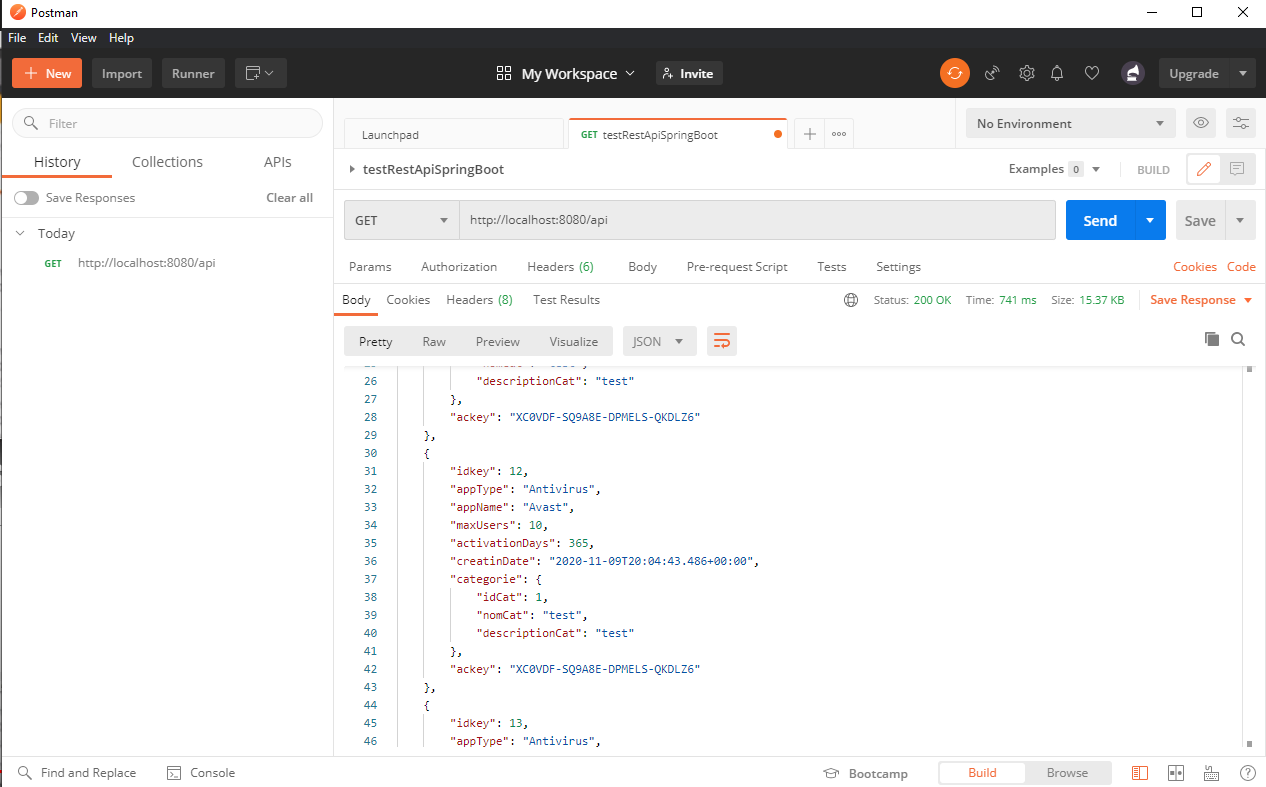 Postman
File Edit View Help
New Import Runner My Workspace Invite Upgrade
Filter
History Collections APIs
Save Responses Clear all
Today
GET http://localhost:8080/api
Launchpad GET testRestApiSpringBoot No Environment
testRestApiSpringBoot Examples 0 BUILD
GET http://localhost:8080/api Send Save
Params Authorization Headers (6) Body Pre-request Script Tests Settings Cookies Code
Body Cookies Headers (8) Test Results Status: 200 OK Time: 741 ms Size: 15.37 KB Save Response
Pretty Raw Preview Visualize JSON
26 "descriptionCat": "test"
27 },
28 "ackey": "XC0VDF-SQ9A8E-DPMELS-QKDLZ6"
29 },
30 {
31 "idkey": 12,
32 "appType": "Antivirus",
33 "appName": "Avast",
34 "maxUsers": 10,
35 "activationDays": 365,
36 "creatinDate": "2020-11-09T20:04:43.486+00:00",
37 "categorie": {
38 "idCat": 1,
39 "nomCat": "test",
40 "descriptionCat": "test"
41 },
42 "ackey": "XC0VDF-SQ9A8E-DPMELS-QKDLZ6"
43 },
44 {
45 "idkey": 13,
46 "appType": "Antivirus",
Find and Replace Console Bootcamp Build Browse